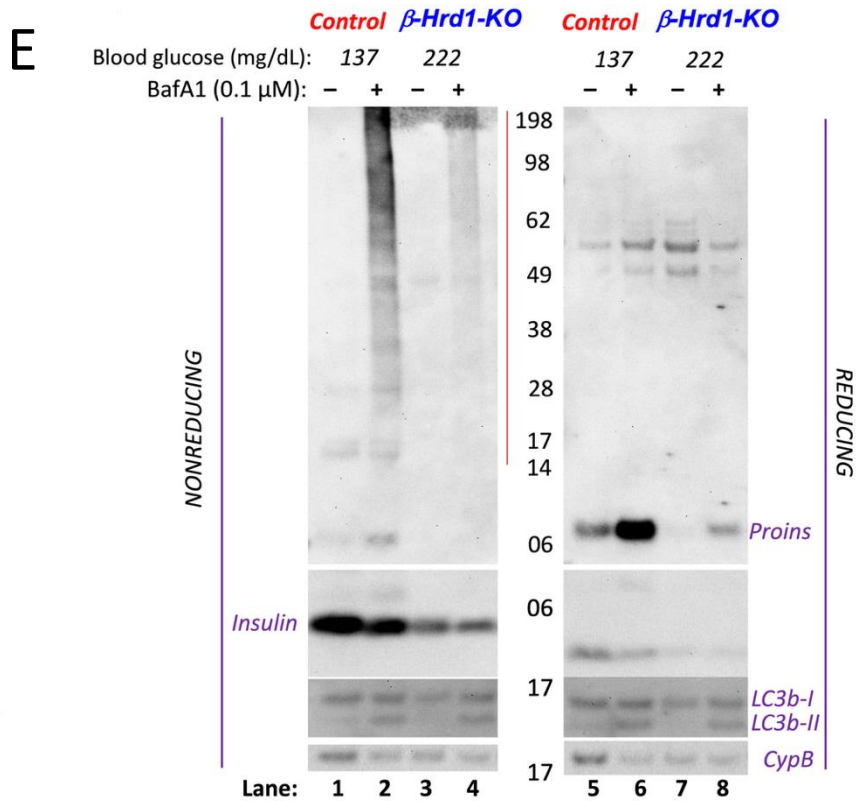 E
Control β-Hrd1-KO Control β-Hrd1-KO
Blood glucose (mg/dL): 137 222 137 222
BafA1 (0.1 µM): – + – + – + – +
198
98
62
49
38
28
17
14
Proins
06
06
Insulin
17
LC3b-I
LC3b-II
CypB
17
NONREDUCING
REDUCING
Lane: 1 2 3 4 5 6 7 8